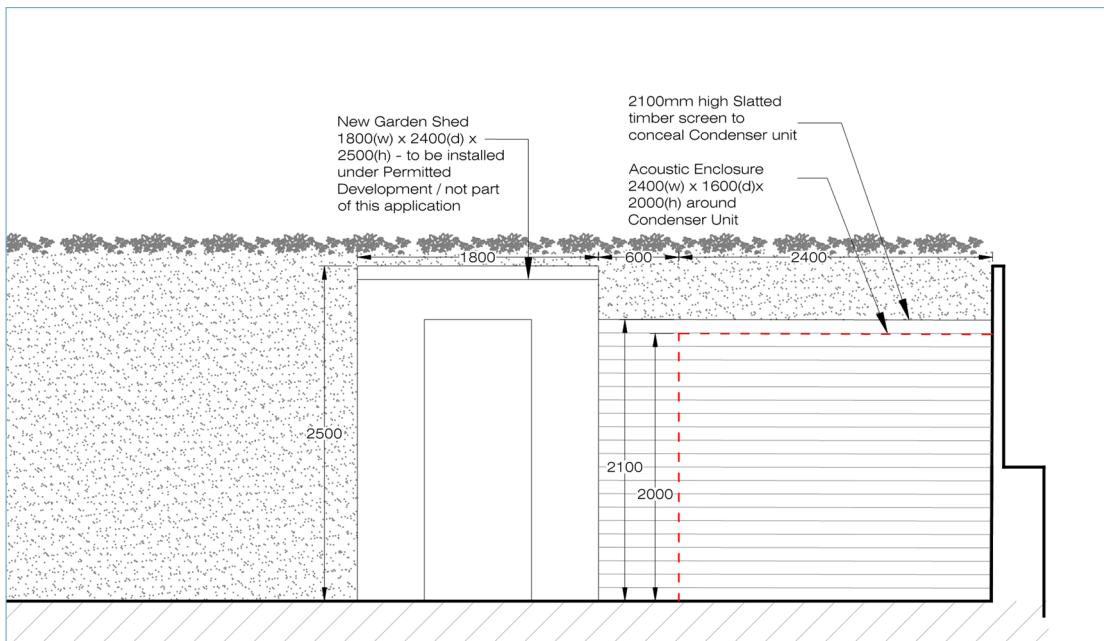 New Garden Shed
1800(w) x 2400(d) x
2500(h) - to be installed
under Permitted
Development / not part
of this application
2100mm high Slatted
timber screen to
conceal Condenser unit
Acoustic Enclosure
2400(w) x 1600(d)x
2000(h) around
Condenser Unit
1800
600
2400
2500
2100
2000